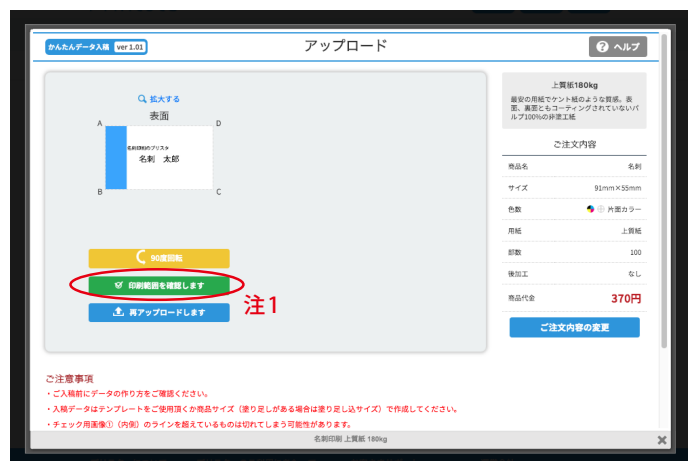 かんたんデータ入稿 ver 1.01
アップロード
ヘルプ
拡大する
表面
A
D
名刺印刷のプリスタ
名刺 太郎
B
C
90度回転
印刷範囲を確認します
注1
再アップロードします
上質紙180kg
最安の用紙でケント紙のような質感。表
面、裏面ともコーティングされていないパ
ルプ100%の非塗工紙
ご注文内容
商品名 名刺
サイズ 91mm×55mm
色数 片面カラー
用紙 上質紙
部数 100
後加工 なし
商品代金 370円
ご注文内容の変更
ご注意事項
・ご入稿前にデータの作り方をご確認ください。
・入稿データはテンプレートをご使用頂くか商品サイズ（塗り足しがある場合は塗り足し込サイズ）で作成してください。
・チェック用画像①（内側）のラインを超えているものは切れてしまう可能性があります。
名刺印刷 上質紙 180kg